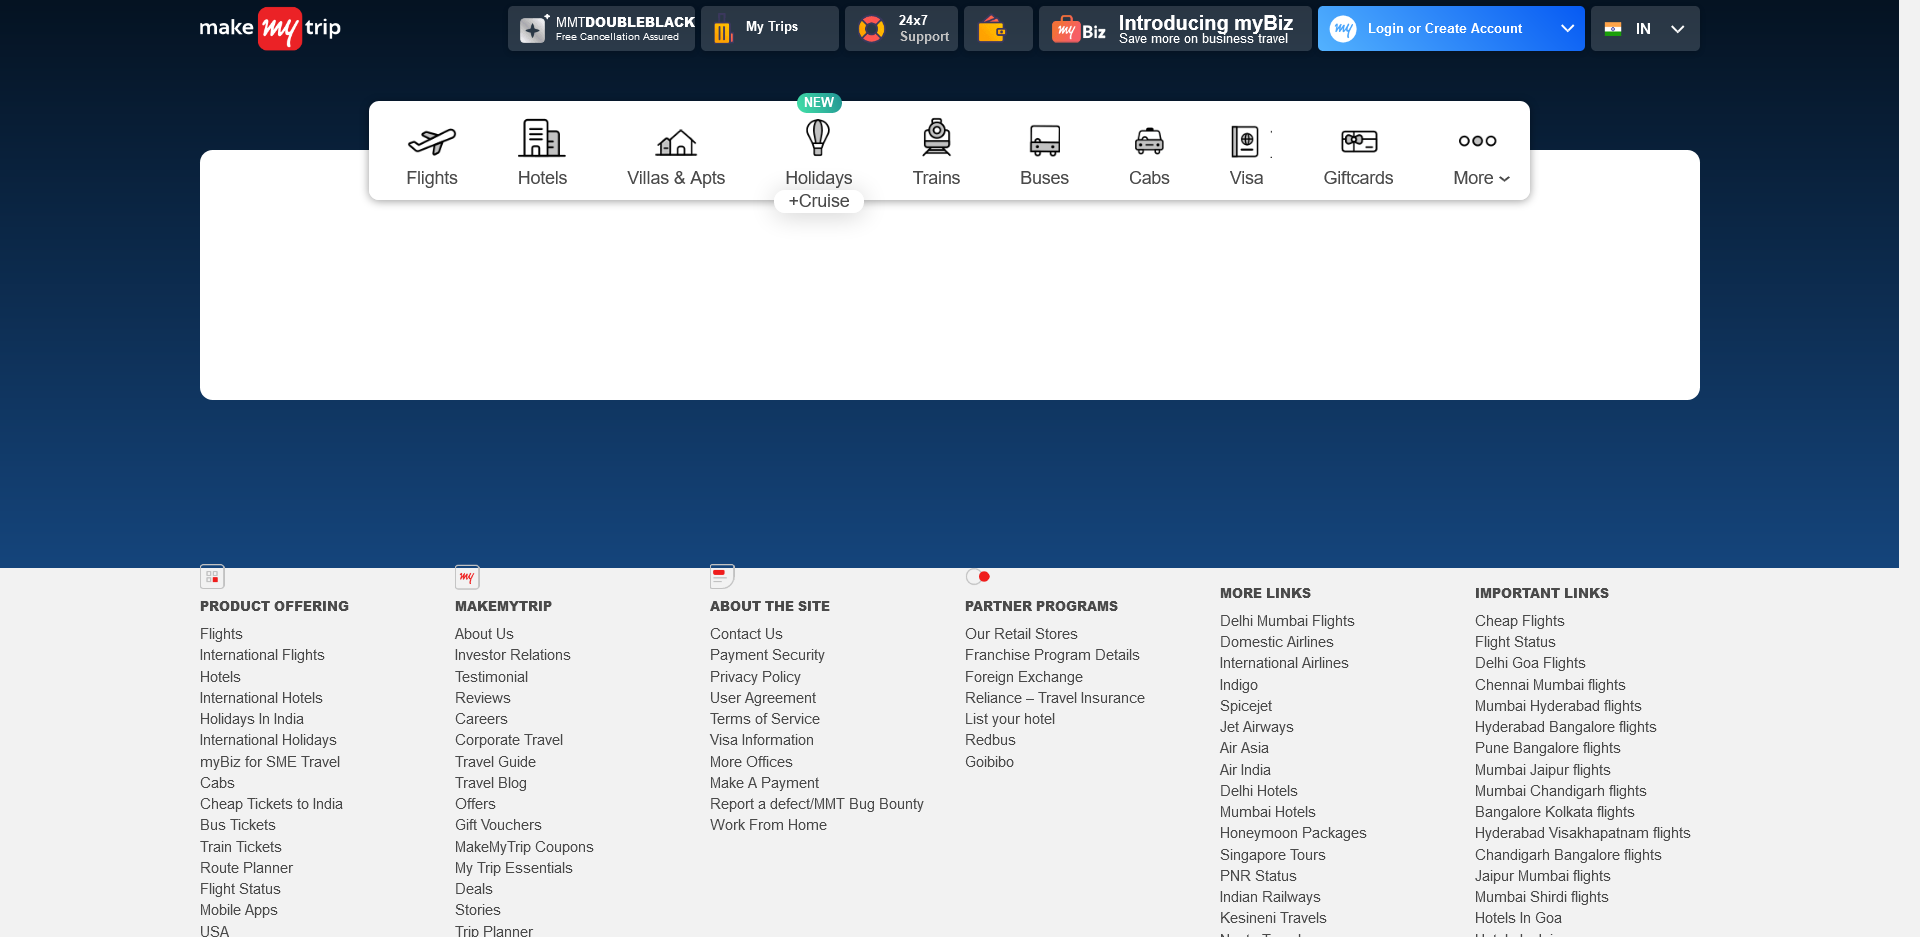 make my trip
MMTDOUBLEBLACK
Free Cancellation Assured
My Trips
24x7
Support
my Biz
Introducing myBiz
Save more on business travel
my
Login or Create Account
IN
NEW
Flights
Hotels
Villas & Apts
Holidays
Trains
Buses
Cabs
Visa
Giftcards
More
+Cruise
PRODUCT OFFERING
Flights
International Flights
Hotels
International Hotels
Holidays In India
International Holidays
myBiz for SME Travel
Cabs
Cheap Tickets to India
Bus Tickets
Train Tickets
Route Planner
Flight Status
Mobile Apps
USA
my
MAKEMYTRIP
About Us
Investor Relations
Testimonial
Reviews
Careers
Corporate Travel
Travel Guide
Travel Blog
Offers
Gift Vouchers
MakeMyTrip Coupons
My Trip Essentials
Deals
Stories
Trip Planner
ABOUT THE SITE
Contact Us
Payment Security
Privacy Policy
User Agreement
Terms of Service
Visa Information
More Offices
Make A Payment
Report a defect/MMT Bug Bounty
Work From Home
PARTNER PROGRAMS
Our Retail Stores
Franchise Program Details
Foreign Exchange
Reliance – Travel Insurance
List your hotel
Redbus
Goibibo
MORE LINKS
Delhi Mumbai Flights
Domestic Airlines
International Airlines
Indigo
Spicejet
Jet Airways
Air Asia
Air India
Delhi Hotels
Mumbai Hotels
Honeymoon Packages
Singapore Tours
PNR Status
Indian Railways
Kesineni Travels
IMPORTANT LINKS
Cheap Flights
Flight Status
Delhi Goa Flights
Chennai Mumbai flights
Mumbai Hyderabad flights
Hyderabad Bangalore flights
Pune Bangalore flights
Mumbai Jaipur flights
Mumbai Chandigarh flights
Bangalore Kolkata flights
Hyderabad Visakhapatnam flights
Chandigarh Bangalore flights
Jaipur Mumbai flights
Mumbai Shirdi flights
Hotels In Goa